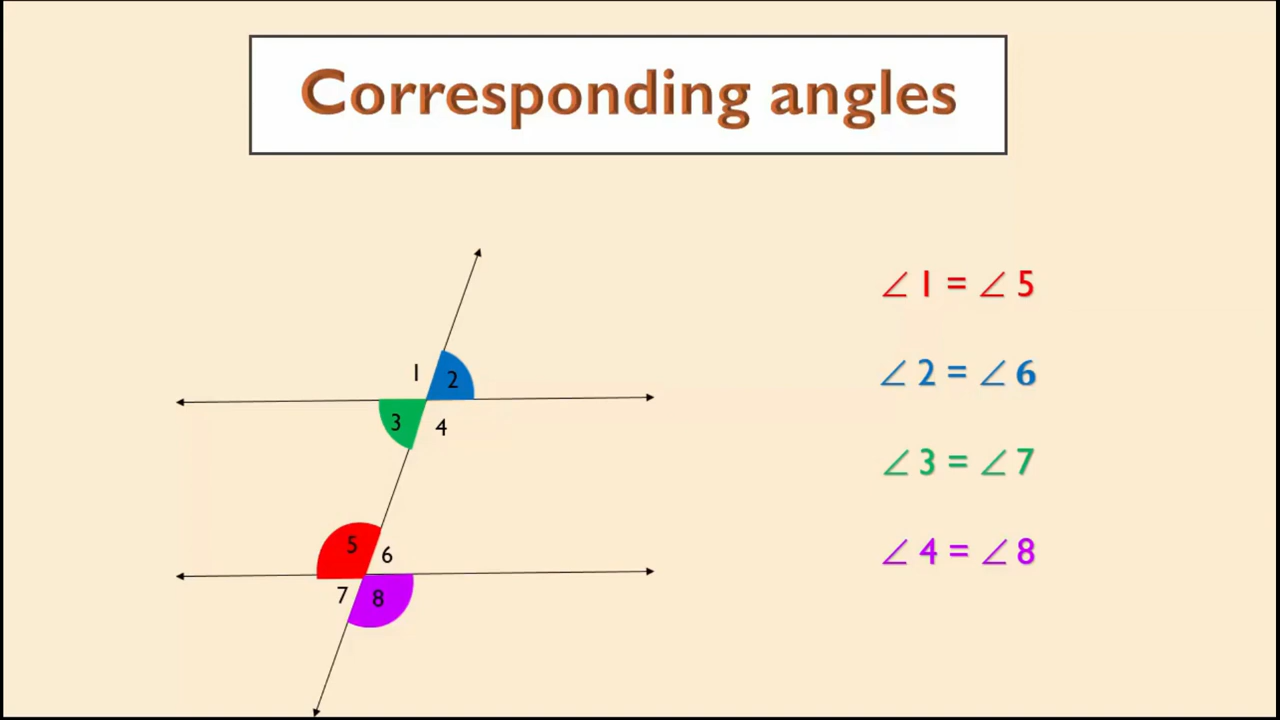 Corresponding angles
1
2
3
4
5
6
7
8
∠ 1 = ∠ 5
∠ 2 = ∠ 6
∠ 3 = ∠ 7
∠ 4 = ∠ 8